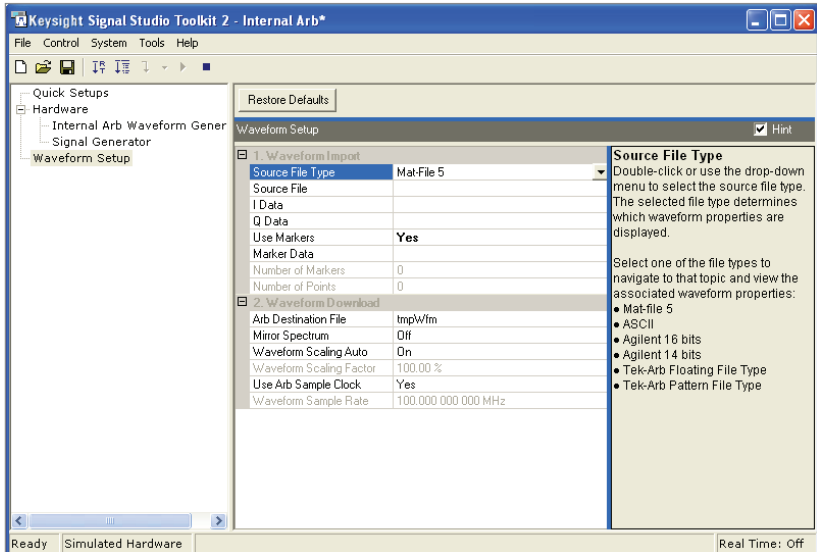 Keysight Signal Studio Toolkit 2 - Internal Arb*
File Control System Tools Help
Quick Setups
Hardware
Internal Arb Waveform Gener
Signal Generator
Waveform Setup
Restore Defaults
Waveform Setup
Hint
1. Waveform Import
Source File Type Mat-File 5
Source File
I Data
Q Data
Use Markers Yes
Marker Data
Number of Markers 0
Number of Points 0
2. Waveform Download
Arb Destination File tmpWfm
Mirror Spectrum Off
Waveform Scaling Auto On
Waveform Scaling Factor 100.00 %
Use Arb Sample Clock Yes
Waveform Sample Rate 100.000 000 000 MHz
Source File Type
Double-click or use the drop-down
menu to select the source file type.
The selected file type determines
which waveform properties are
displayed.
Select one of the file types to
navigate to that topic and view the
associated waveform properties:
• Mat-file 5
• ASCII
• Agilent 16 bits
• Agilent 14 bits
• Tek-Arb Floating File Type
• Tek-Arb Pattern File Type
Ready Simulated Hardware Real Time: Off